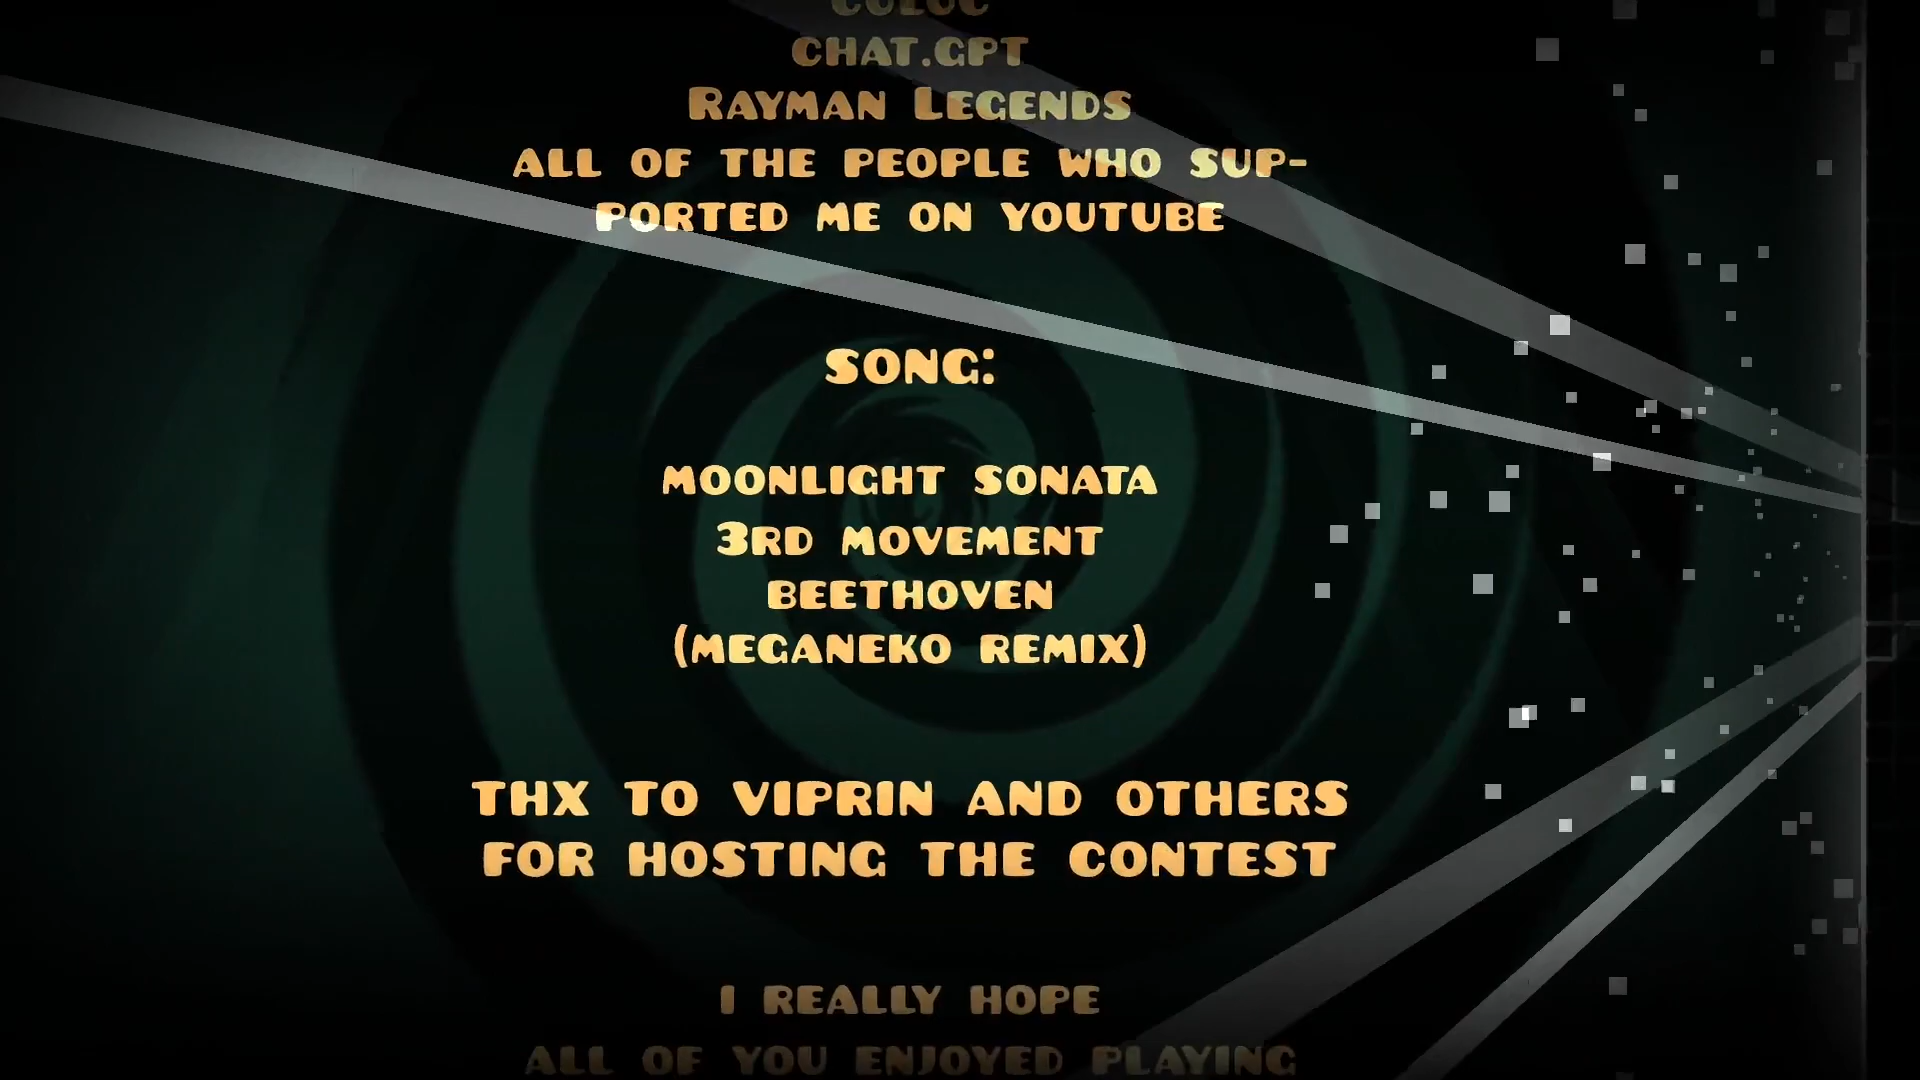 COLOC
CHAT.GPT
RAYMAN LEGENDS
ALL OF THE PEOPLE WHO SUP-
PORTED ME ON YOUTUBE
SONG:
MOONLIGHT SONATA
3RD MOVEMENT
BEETHOVEN
(MEGANEKO REMIX)
THX TO VIPRIN AND OTHERS
FOR HOSTING THE CONTEST
I REALLY HOPE
ALL OF YOU ENJOYED PLAYING